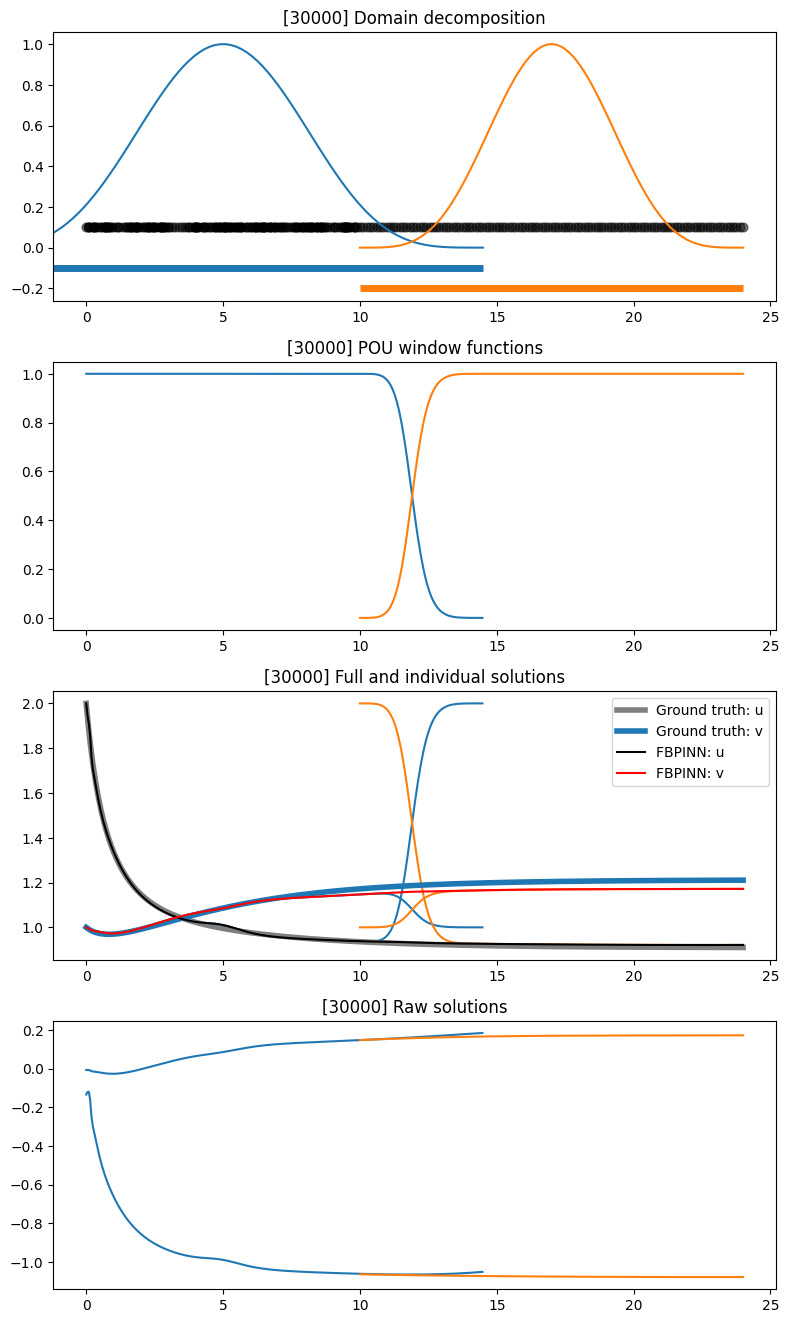 [30000] Domain decomposition
1.0
0.8
0.6
0.4
0.2
0.0
−0.2
0 5 10 15 20 25
[30000] POU window functions
1.0
0.8
0.6
0.4
0.2
0.0
0 5 10 15 20 25
[30000] Full and individual solutions
2.0
1.8
1.6
1.4
1.2
1.0
Ground truth: u
Ground truth: v
FBPINN: u
FBPINN: v
0 5 10 15 20 25
[30000] Raw solutions
0.2
0.0
−0.2
−0.4
−0.6
−0.8
−1.0
0 5 10 15 20 25